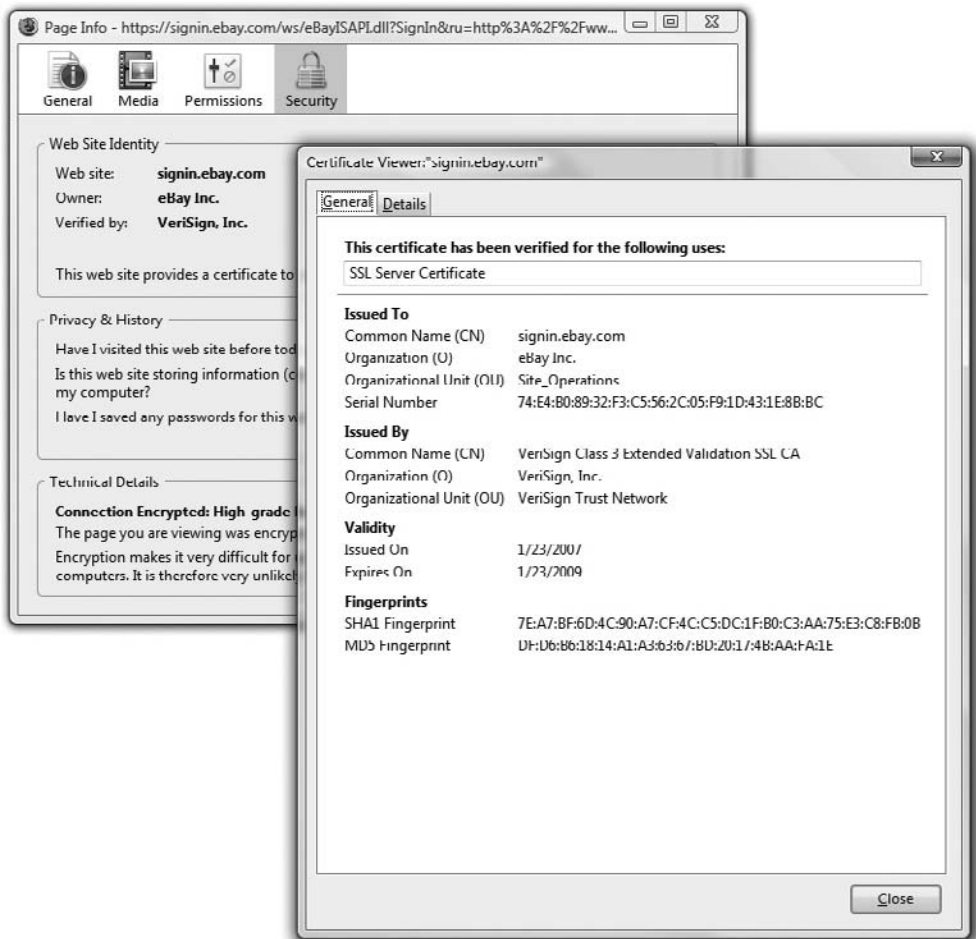 Page Info - https://signin.ebay.com/ws/eBayISAPI.dll?SignIn&ru=http%3A%2F%2Fww...
General Media Permissions Security
Web Site Identity
Web site: signin.ebay.com
Owner: eBay Inc.
Verified by: VeriSign, Inc.
This web site provides a certificate to
Privacy & History
Have I visited this web site before tod
Is this web site storing information (c
my computer?
Have I saved any passwords for this w
Technical Details
Connection Encrypted: High-grade
The page you are viewing was encryp
Encryption makes it very difficult for
computers. It is therefore very unlikel
Certificate Viewer:"signin.ebay.com"
General Details
This certificate has been verified for the following uses:
SSL Server Certificate
Issued To
Common Name (CN) signin.ebay.com
Organization (O) eBay Inc.
Organizational Unit (OU) Site_Operations
Serial Number 74:E4:B0:89:32:F3:C5:56:2C:05:F9:1D:43:1E:8B:BC
Issued By
Common Name (CN) VeriSign Class 3 Extended Validation SSL CA
Organization (O) VeriSign, Inc.
Organizational Unit (OU) VeriSign Trust Network
Validity
Issued On 1/23/2007
Expires On 1/23/2009
Fingerprints
SHA1 Fingerprint 7E:A7:BF:6D:4C:90:A7:CF:4C:C5:DC:1F:B0:C3:AA:75:E3:C8:FB:0B
MD5 Fingerprint DF:D6:B6:18:14:A1:A3:63:67:BD:20:17:4B:AA:FA:1E
Close